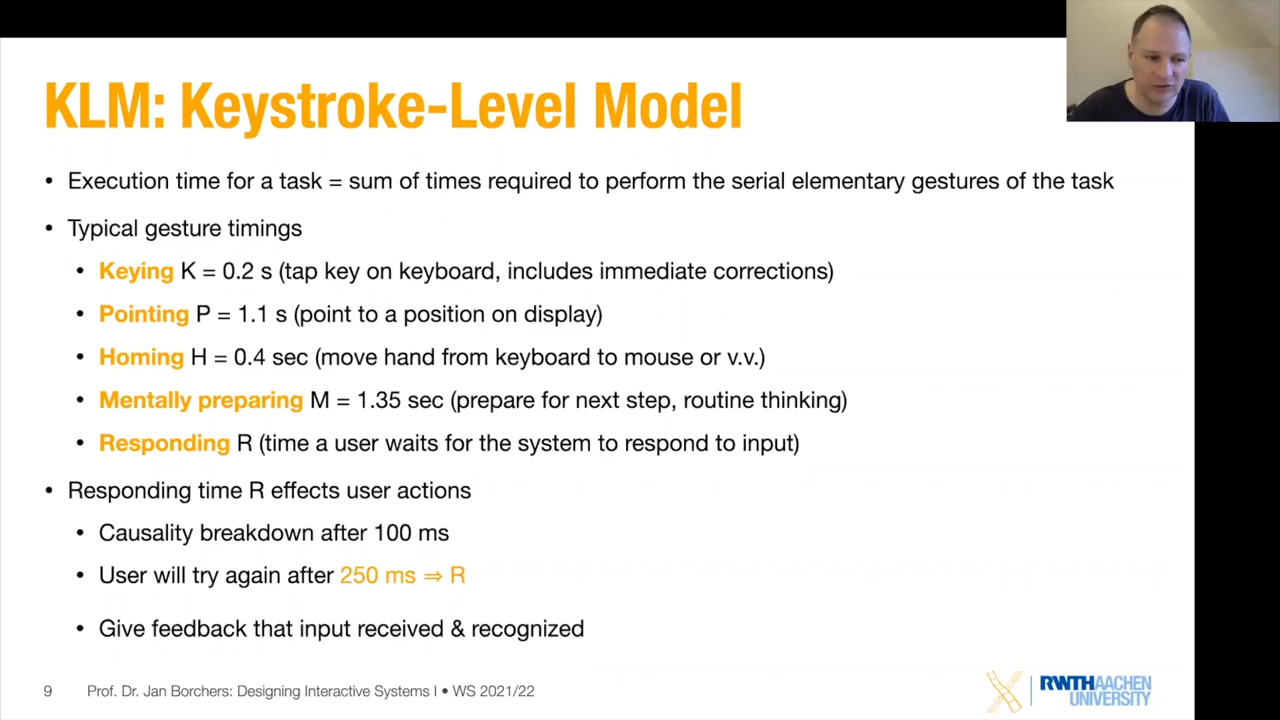 KLM: Keystroke-Level Model
• Execution time for a task = sum of times required to perform the serial elementary gestures of the task
• Typical gesture timings
• Keying K = 0.2 s (tap key on keyboard, includes immediate corrections)
• Pointing P = 1.1 s (point to a position on display)
• Homing H = 0.4 sec (move hand from keyboard to mouse or v.v.)
• Mentally preparing M = 1.35 sec (prepare for next step, routine thinking)
• Responding R (time a user waits for the system to respond to input)
• Responding time R effects user actions
• Causality breakdown after 100 ms
• User will try again after 250 ms ⇒ R
• Give feedback that input received & recognized
9 Prof. Dr. Jan Borchers: Designing Interactive Systems I • WS 2021/22
RWTHAACHEN
UNIVERSITY